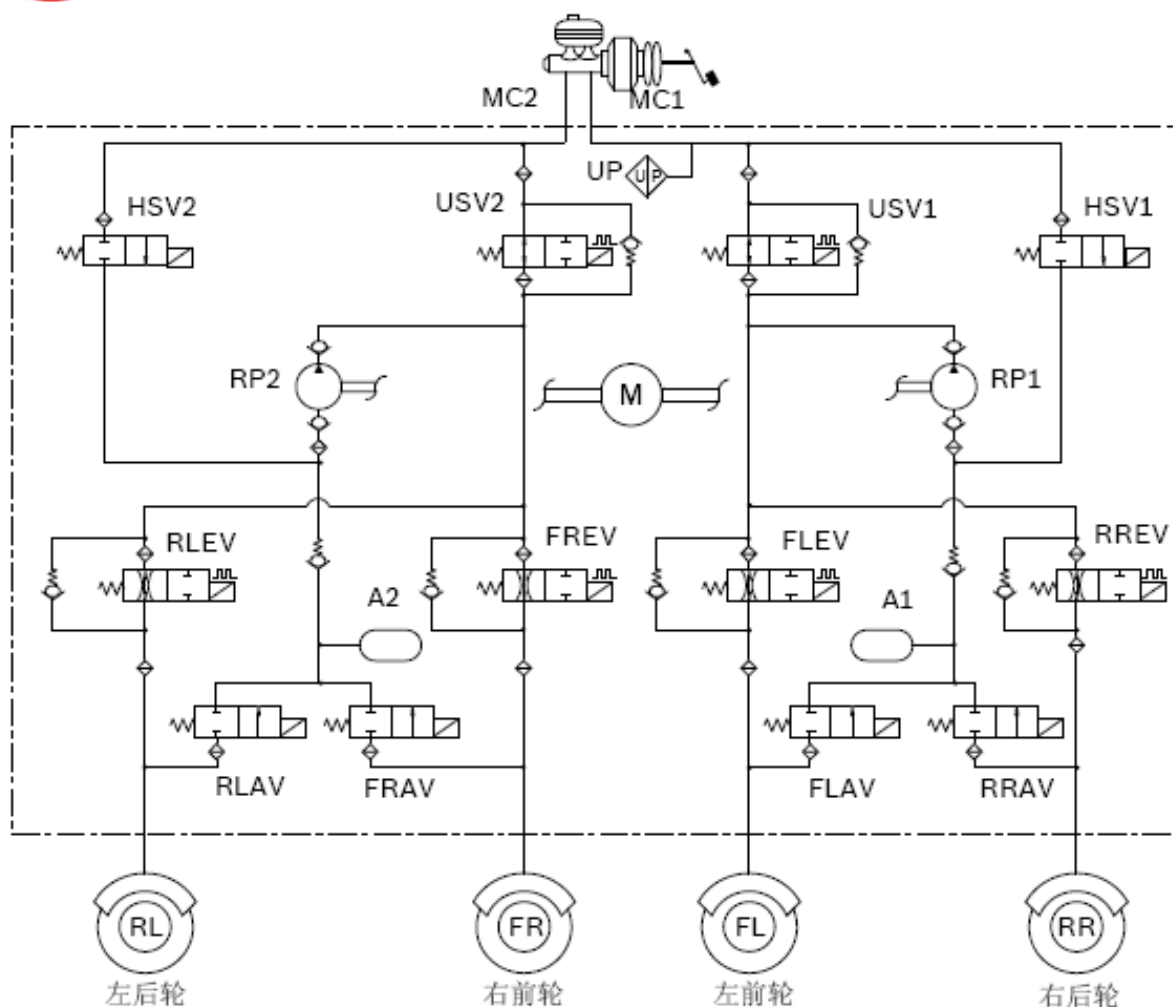 MC2 MC1
UP U P
HSV2 USV2 USV1 HSV1
RP2 M RP1
RLEV FREV FLEV RREV
A2 A1
RLAV FRAV FLAV RRAV
RL FR FL RR
左后轮 右前轮 左前轮 右后轮